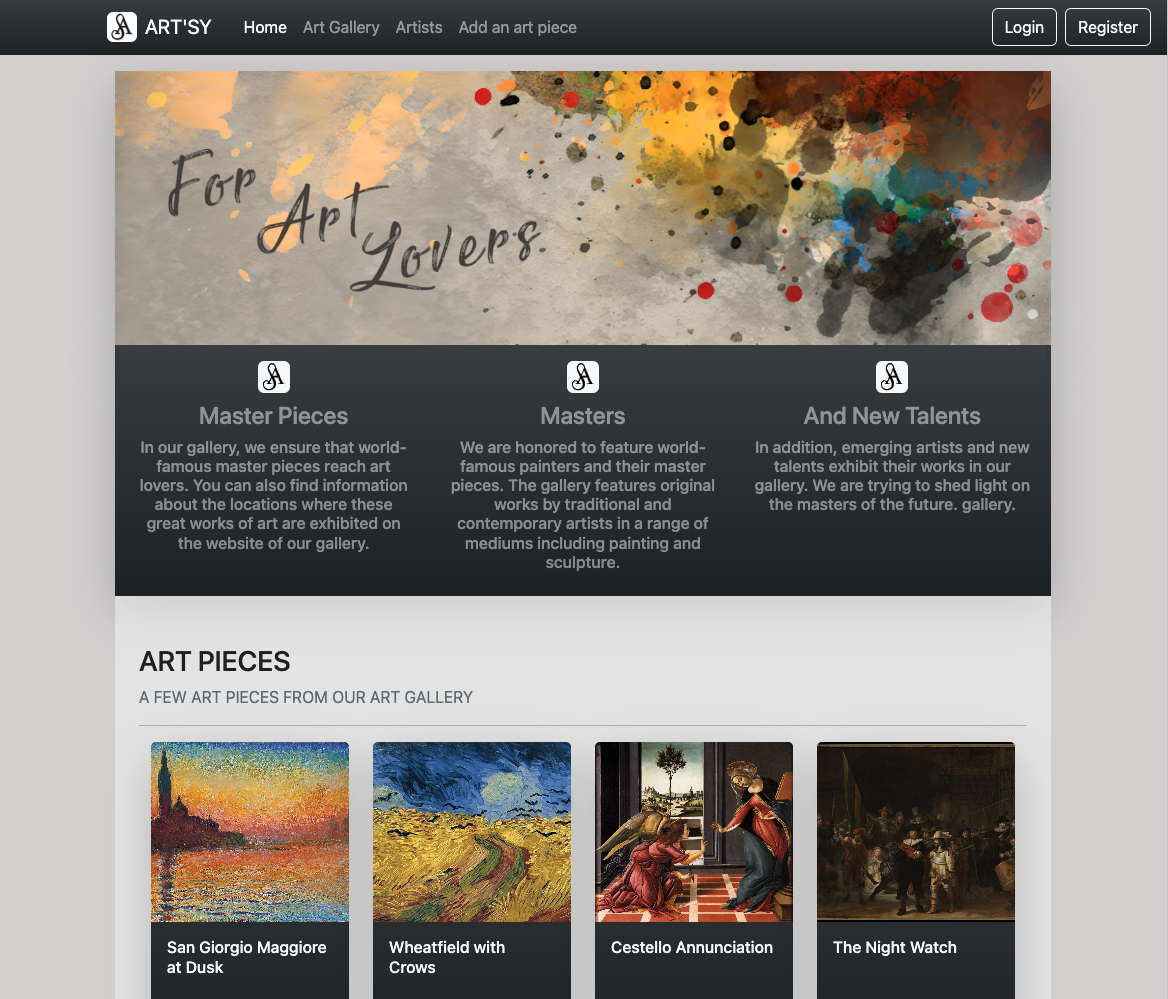 ART'SY Home Art Gallery Artists Add an art piece Login Register
For
Art
Lovers.
Master Pieces
In our gallery, we ensure that world-
famous master pieces reach art
lovers. You can also find information
about the locations where these
great works of art are exhibited on
the website of our gallery.
Masters
We are honored to feature world-
famous painters and their master
pieces. The gallery features original
works by traditional and
contemporary artists in a range of
mediums including painting and
sculpture.
And New Talents
In addition, emerging artists and new
talents exhibit their works in our
gallery. We are trying to shed light on
the masters of the future. gallery.
ART PIECES
A FEW ART PIECES FROM OUR ART GALLERY
San Giorgio Maggiore
at Dusk
Wheatfield with
Crows
Cestello Annunciation
The Night Watch